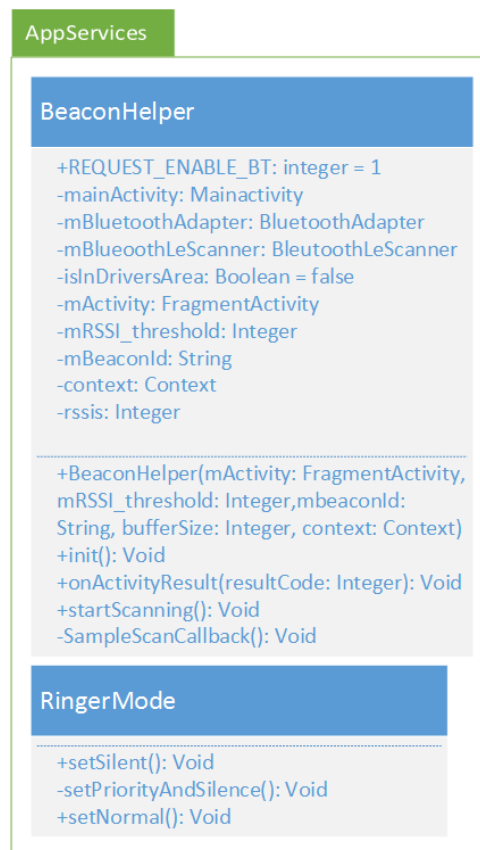 AppServices
BeaconHelper
+REQUEST_ENABLE_BT: integer = 1
-mainActivity: Mainactivity
-mBluetoothAdapter: BluetoothAdapter
-mBlueoothLeScanner: BleutoothLeScanner
-isInDriversArea: Boolean = false
-mActivity: FragmentActivity
-mRSSI_threshold: Integer
-mBeaconId: String
-context: Context
-rssis: Integer
+BeaconHelper(mActivity: FragmentActivity,
mRSSI_threshold: Integer,mbeaconId:
String, bufferSize: Integer, context: Context)
+init(): Void
+onActivityResult(resultCode: Integer): Void
+startScanning(): Void
-SampleScanCallback(): Void
RingerMode
+setSilent(): Void
-setPriorityAndSilence(): Void
+setNormal(): Void